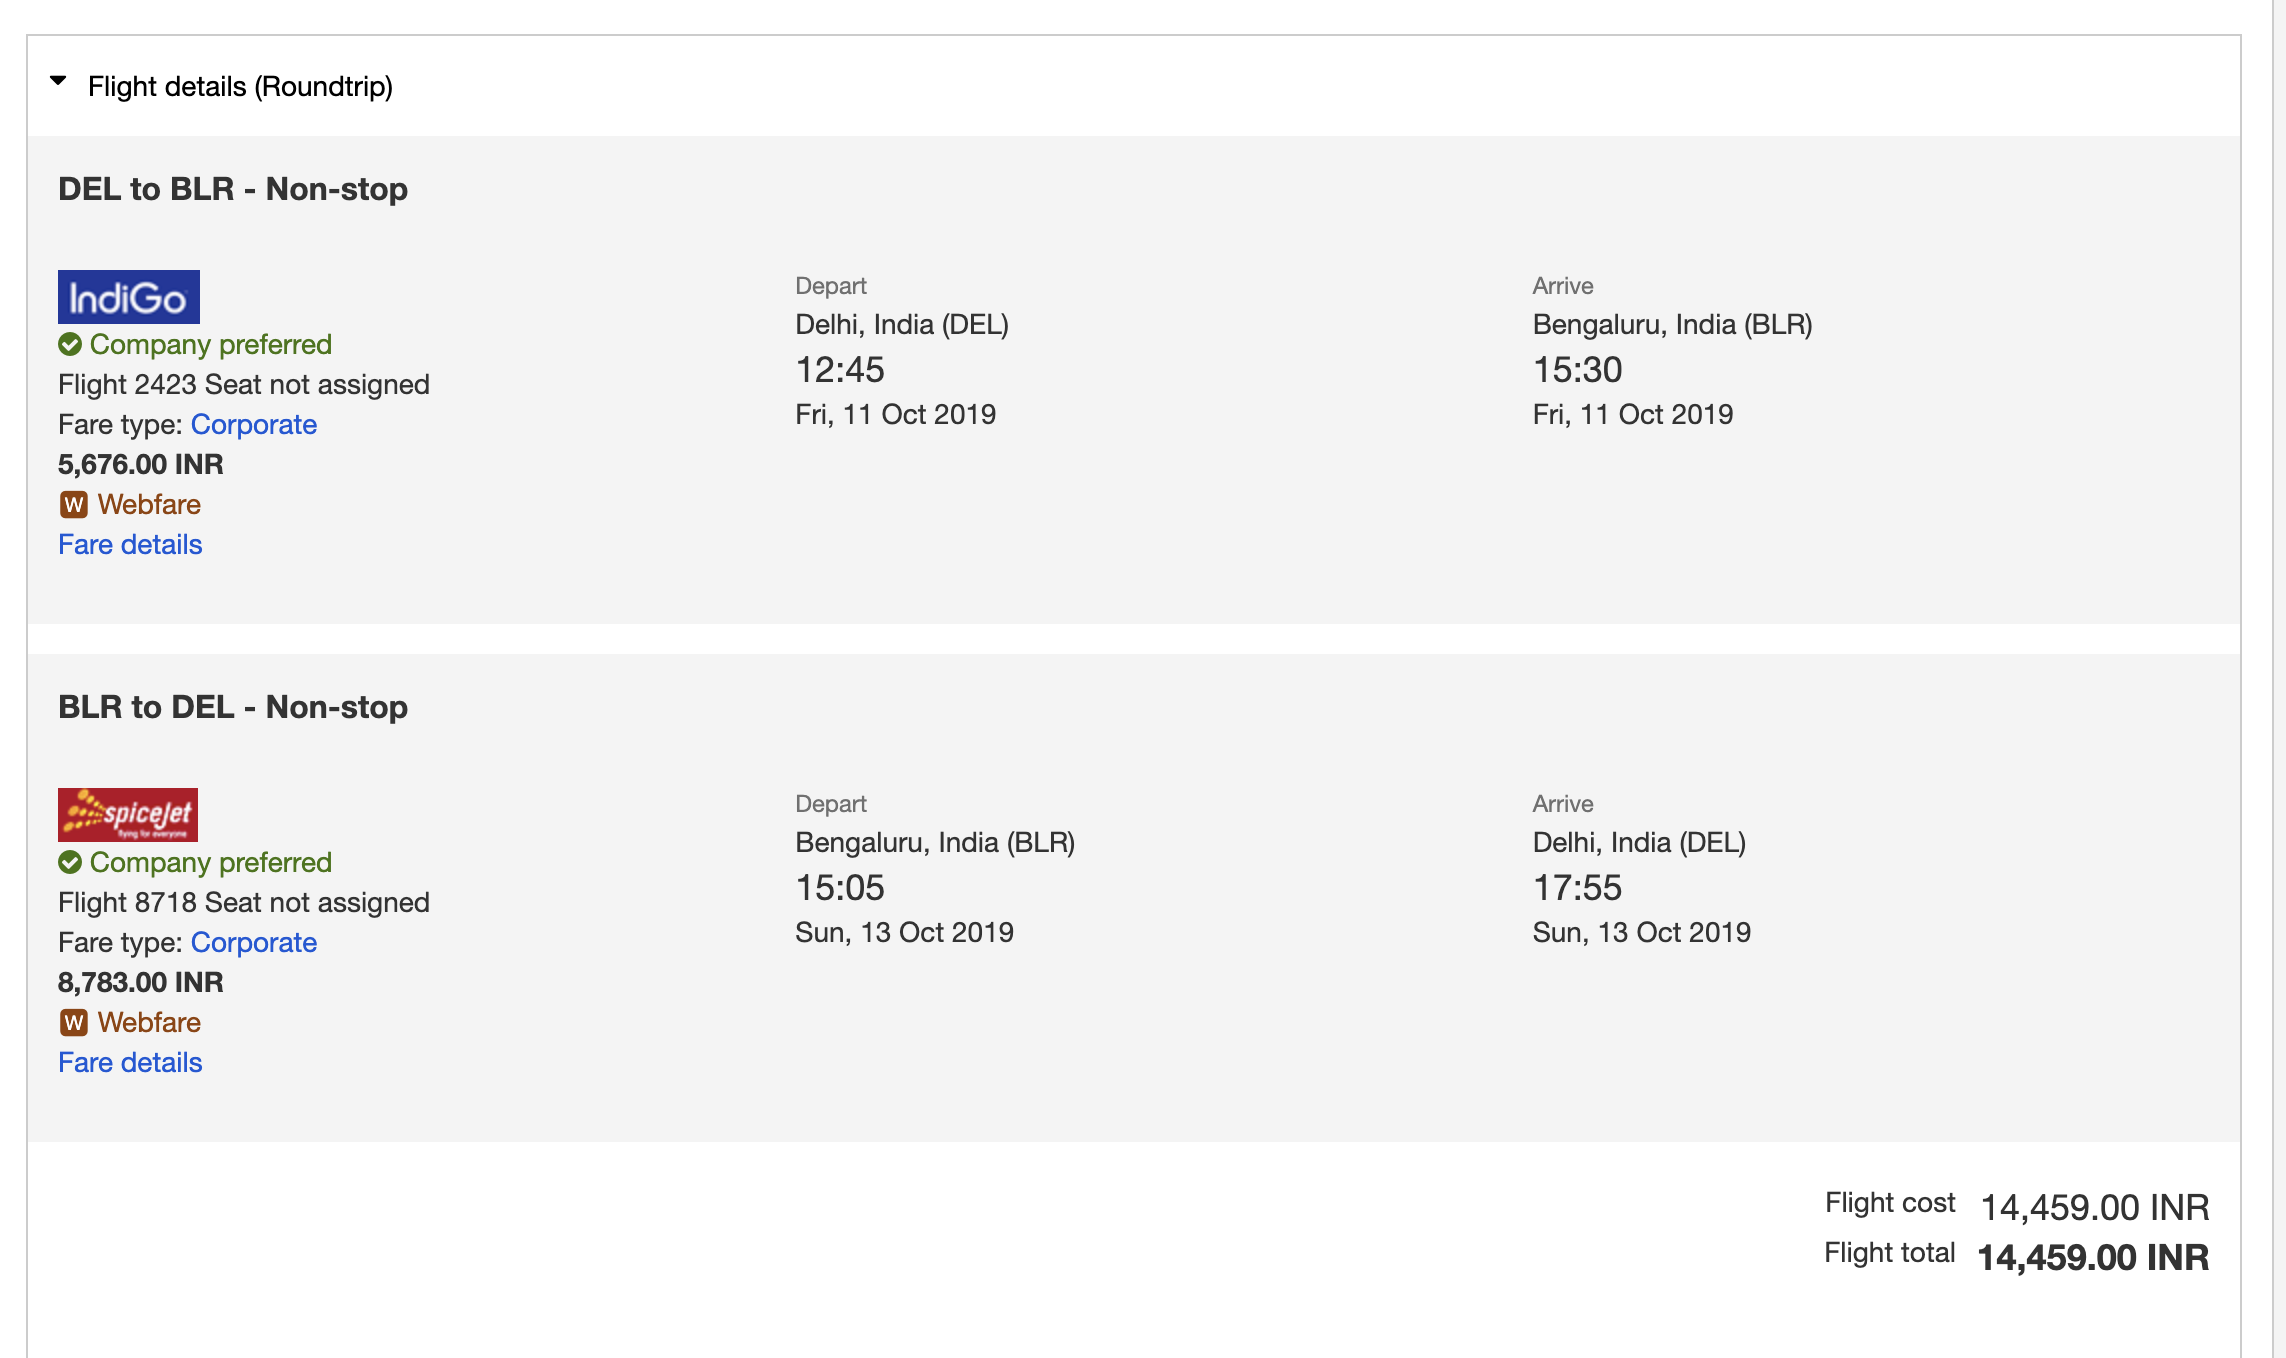 Flight details (Roundtrip)
DEL to BLR - Non-stop
IndiGo
Company preferred
Flight 2423 Seat not assigned
Fare type: Corporate
5,676.00 INR
W Webfare
Fare details
Depart
Delhi, India (DEL)
12:45
Fri, 11 Oct 2019
Arrive
Bengaluru, India (BLR)
15:30
Fri, 11 Oct 2019
BLR to DEL - Non-stop
spiceJet
flying for everyone
Company preferred
Flight 8718 Seat not assigned
Fare type: Corporate
8,783.00 INR
W Webfare
Fare details
Depart
Bengaluru, India (BLR)
15:05
Sun, 13 Oct 2019
Arrive
Delhi, India (DEL)
17:55
Sun, 13 Oct 2019
Flight cost 14,459.00 INR
Flight total 14,459.00 INR